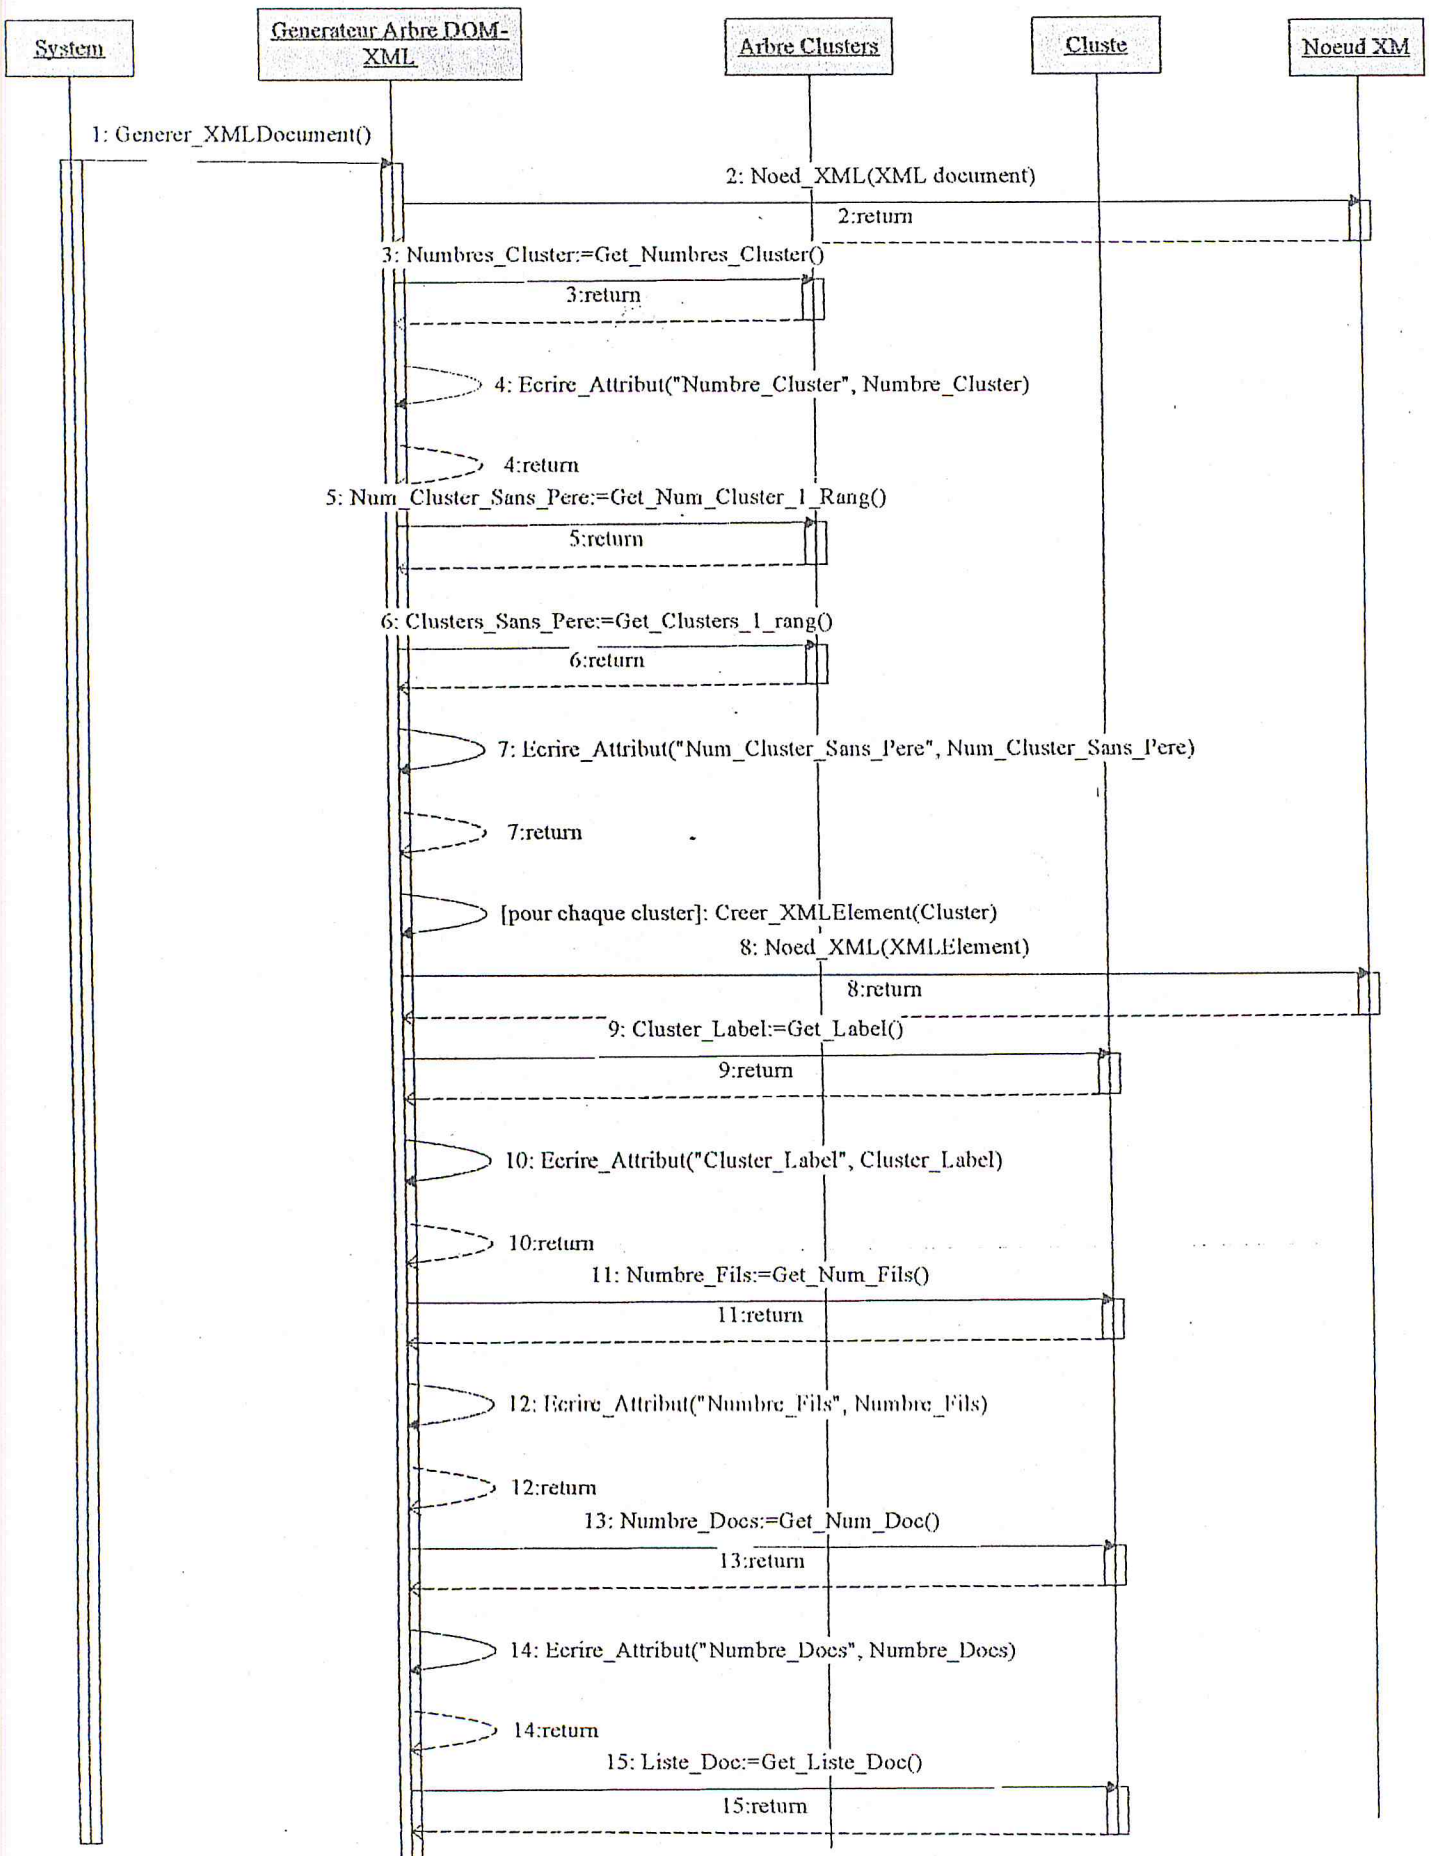 System
Generateur Arbre DOM-
XML
Arbre Clusters
Cluste
Noeud XM
1: Generer_XMLDocument()
2: Noed_XML(XML document)
2:return
3: Numbres_Cluster:=Get_Numbres_Cluster()
3:return
4: Ecrire_Attribut("Numbre_Cluster", Numbre_Cluster)
4:return
5: Num_Cluster_Sans_Pere:=Get_Num_Cluster_1_Rang()
5:return
6: Clusters_Sans_Pere:=Get_Clusters_1_rang()
6:return
7: Ecrire_Attribut("Num_Cluster_Sans_Pere", Num_Cluster_Sans_Pere)
7:return
[pour chaque cluster]: Creer_XMLElement(Cluster)
8: Noed_XML(XMLElement)
8:return
9: Cluster_Label:=Get_Label()
9:return
10: Ecrire_Attribut("Cluster_Label", Cluster_Label)
10:return
11: Numbre_Fils:=Get_Num_Fils()
11:return
12: Ecrire_Attribut("Numbre_Fils", Numbre_Fils)
12:return
13: Numbre_Docs:=Get_Num_Doc()
13:return
14: Ecrire_Attribut("Numbre_Docs", Numbre_Docs)
14:return
15: Liste_Doc:=Get_Liste_Doc()
15:return